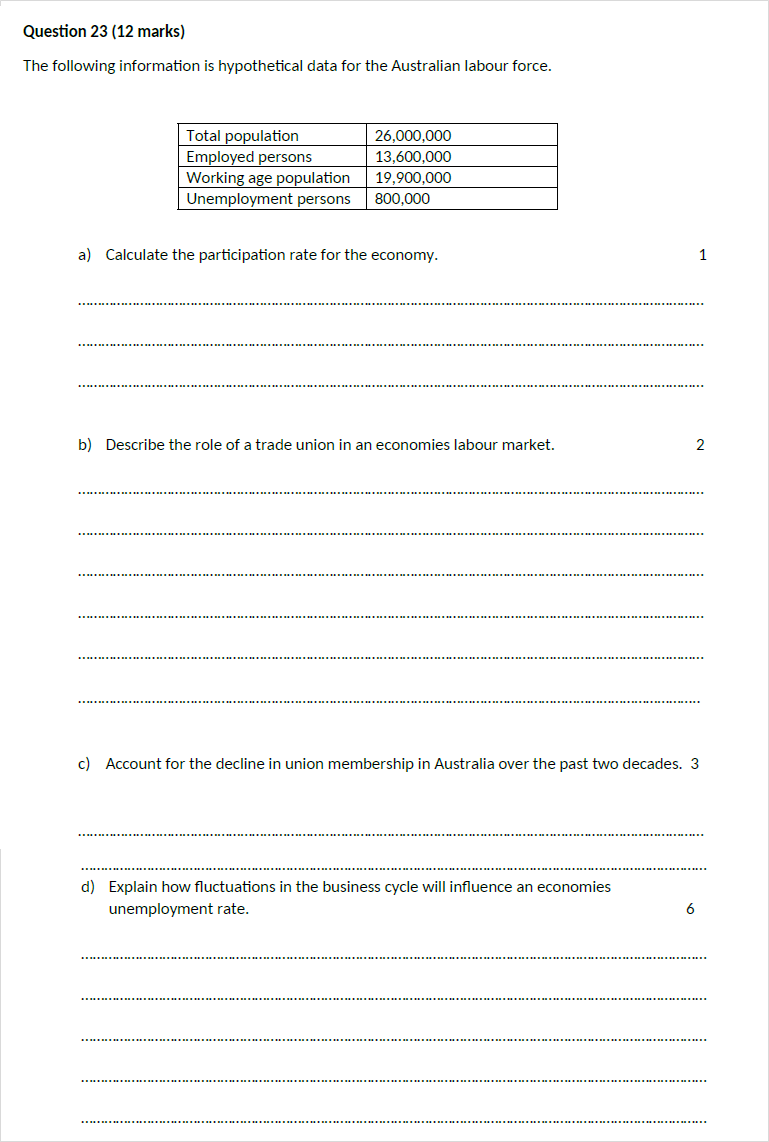 Question 23 (12 marks)
The following information is hypothetical data for the Australian labour force.
Total population 26,000,000
Employed persons 13,600,000
Working age population 19,900,000
Unemployment persons 800,000
a) Calculate the participation rate for the economy. 1
b) Describe the role of a trade union in an economies labour market. 2
c) Account for the decline in union membership in Australia over the past two decades. 3
d) Explain how fluctuations in the business cycle will influence an economies
unemployment rate. 6